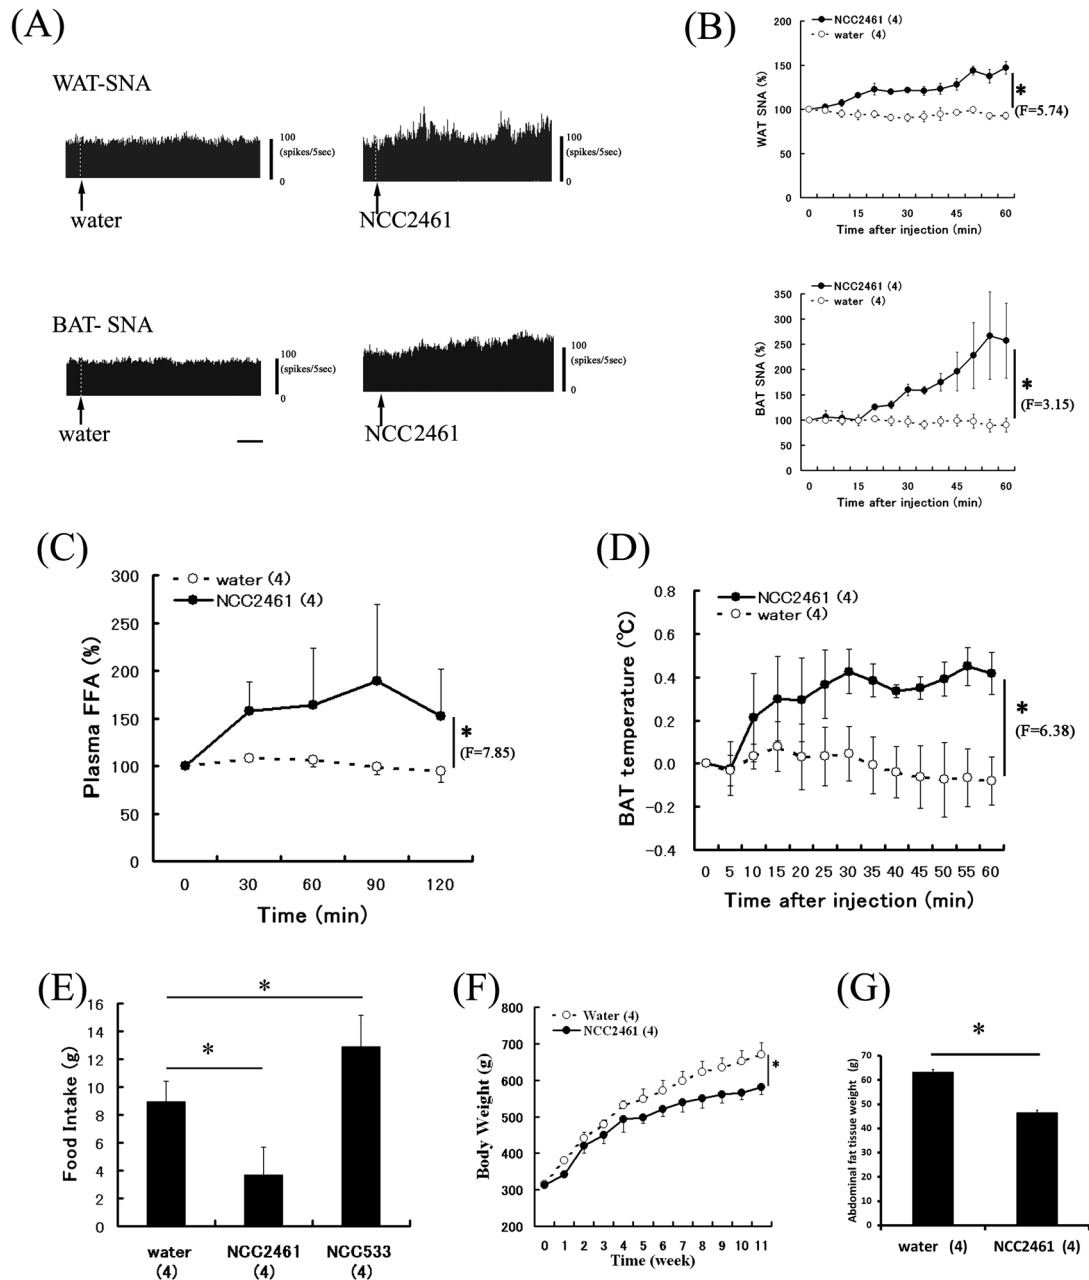 (A)
WAT-SNA
100
(spikes/5sec)
0
water
100
(spikes/5sec)
0
NCC2461
BAT- SNA
100
(spikes/5sec)
0
water
100
(spikes/5sec)
0
NCC2461
(B)
NCC2461 (4)
water (4)
200
150
100
50
0
WAT SNA (%)
0 15 30 45 60
Time after injection (min)
*
(F=5.74)
NCC2461 (4)
water (4)
350
300
250
200
150
100
50
0
BAT SNA (%)
0 15 30 45 60
Time after injection (min)
*
(F=3.15)
(C)
water (4)
NCC2461 (4)
300
250
200
150
100
50
0
Plasma FFA (%)
0 30 60 90 120
Time (min)
*
(F=7.85)
(D)
NCC2461 (4)
water (4)
0.8
0.6
0.4
0.2
0.0
−0.2
−0.4
BAT temperature (℃)
0 5 10 15 20 25 30 35 40 45 50 55 60
Time after injection (min)
*
(F=6.38)
(E)
*
*
16
14
12
10
8
6
4
2
0
Food Intake (g)
water NCC2461 NCC533
(4) (4) (4)
(F)
Water (4)
NCC2461 (4)
800
700
600
500
400
300
200
Body Weight (g)
0 1 2 3 4 5 6 7 8 9 10 11
Time (week)
*
(G)
*
70
60
50
40
30
20
10
0
Abdominal fat tissue weight (g)
water (4) NCC2461 (4)